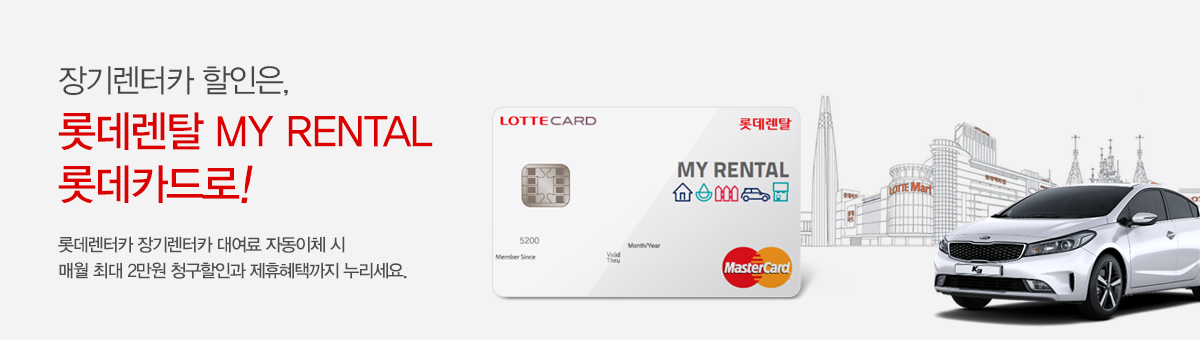 장기렌터카 할인은,
롯데렌탈 MY RENTAL
롯데카드로!
롯데렌터카 장기렌터카 대여료 자동이체 시
매월 최대 2만원 청구할인과 제휴혜택까지 누리세요.
LOTTECARD
롯데렌탈
MY RENTAL
5200
Month/Year
Member Since
Valid
Thru
MasterCard
LOTTE Mart
K3